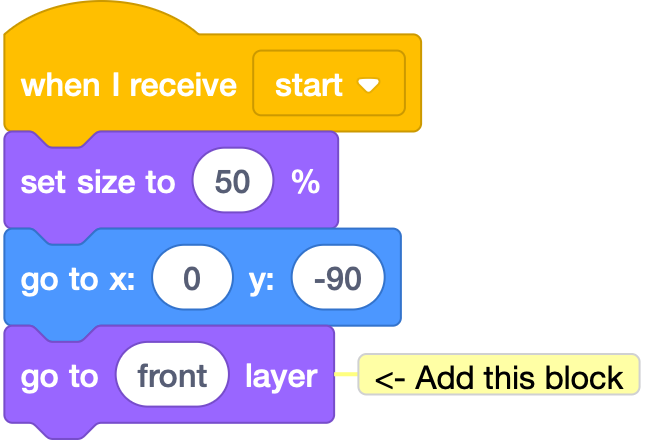 when I receive start
set size to 50 %
go to x: 0 y: -90
go to front layer <- Add this block